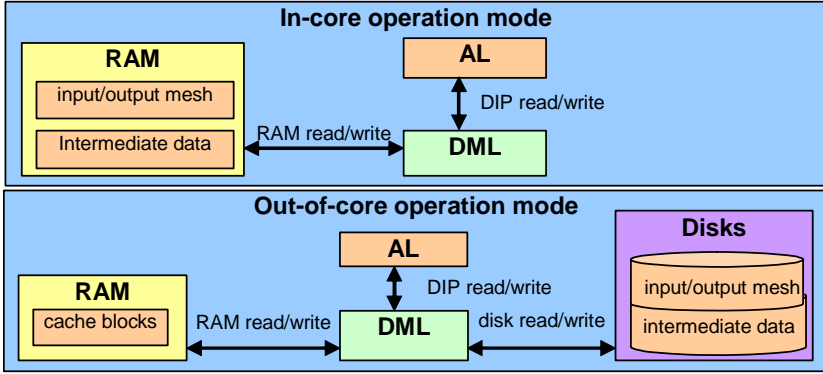 In-core operation mode
RAM
input/output mesh
Intermediate data
RAM read/write
AL
DIP read/write
DML
Out-of-core operation mode
RAM
cache blocks
RAM read/write
AL
DIP read/write
DML
disk read/write
Disks
input/output mesh
intermediate data